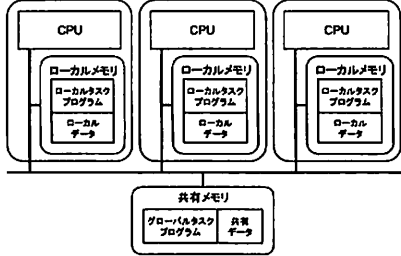 CPU
ローカルメモリ
ローカルタスク
プログラム
ローカル
データ
CPU
ローカルメモリ
ローカルタスク
プログラム
ローカル
データ
CPU
ローカルメモリ
ローカルタスク
プログラム
ローカル
データ
共有メモリ
グローバルタスク
プログラム
共有
データ